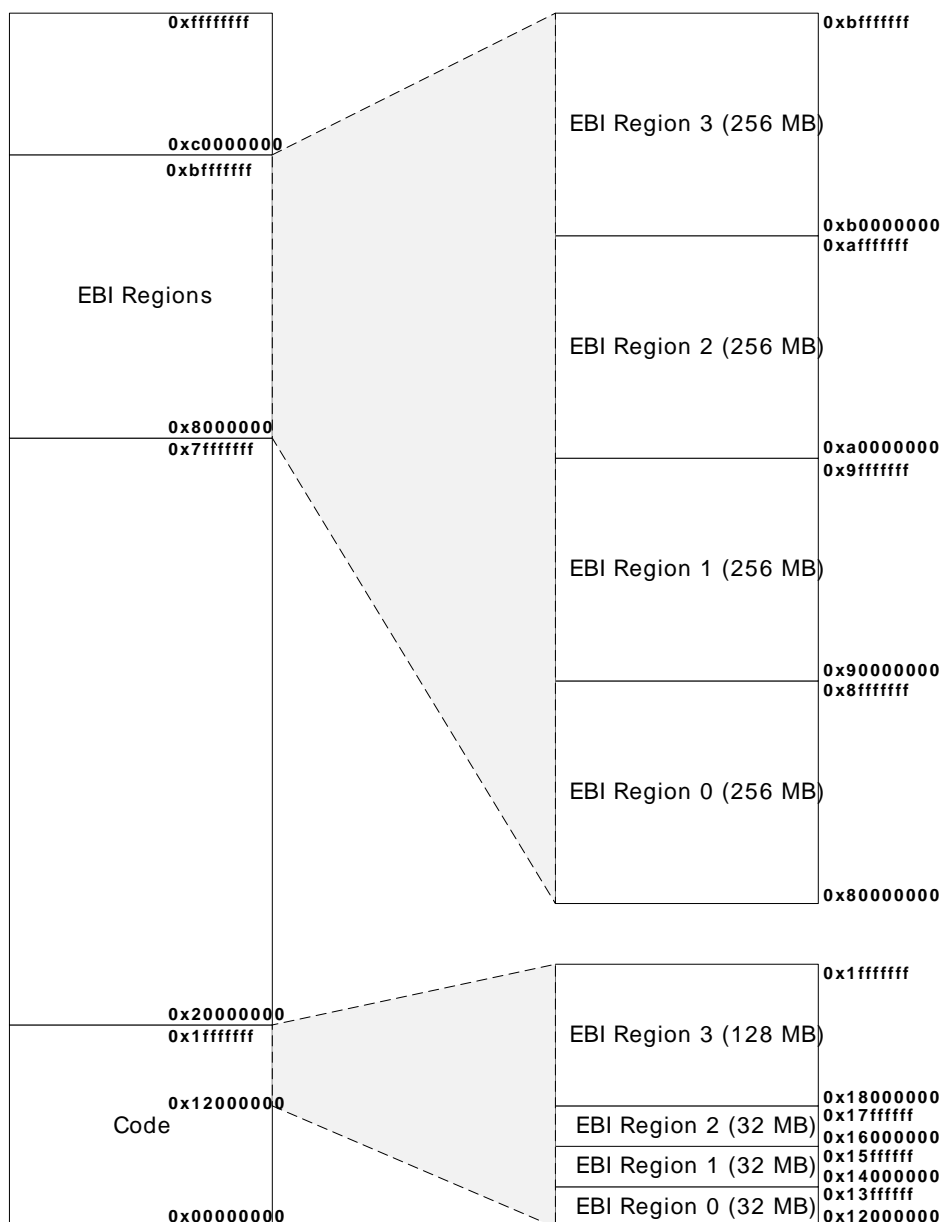 0xffffffff
0xc0000000
0xbfffffff
EBI Regions
0x8000000
0x7fffffff
0x20000000
0x1fffffff
0x12000000
Code
0x00000000
0xbfffffff
EBI Region 3 (256 MB)
0xb0000000
0xafffffff
EBI Region 2 (256 MB)
0xa0000000
0x9fffffff
EBI Region 1 (256 MB)
0x90000000
0x8fffffff
EBI Region 0 (256 MB)
0x80000000
0x1fffffff
EBI Region 3 (128 MB)
0x18000000
0x17ffffff
EBI Region 2 (32 MB)
0x16000000
0x15ffffff
EBI Region 1 (32 MB)
0x14000000
0x13ffffff
EBI Region 0 (32 MB)
0x12000000